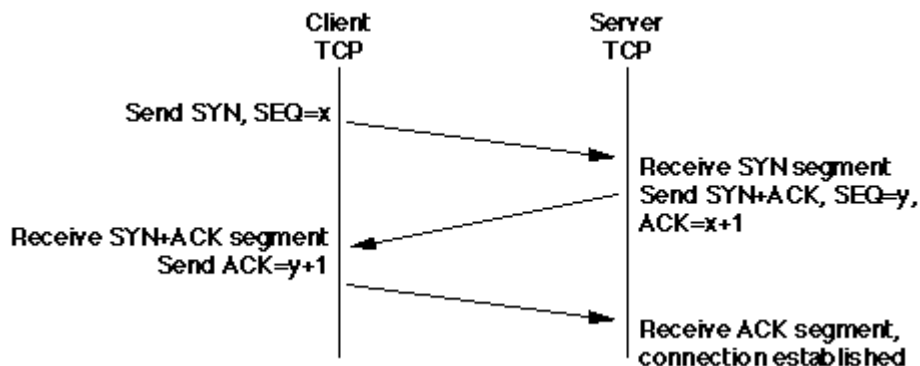 Client
TCP
Server
TCP
Send SYN, SEQ=x
Receive SYN segment
Send SYN+ACK, SEQ=y,
ACK=x+1
Receive SYN+ACK segment
Send ACK=y+1
Receive ACK segment,
connection established